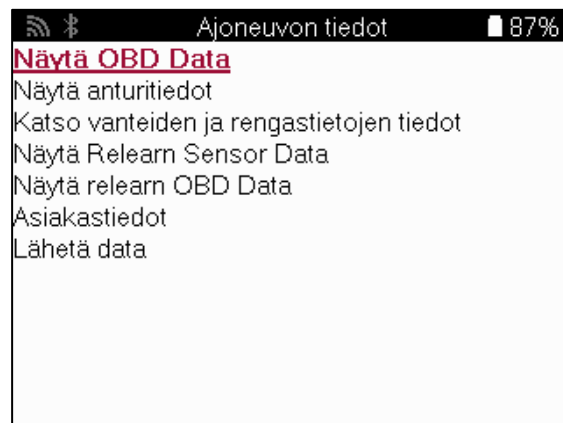 Ajoneuvon tiedot 87%
Näytä OBD Data
Näytä anturitiedot
Katso vanteiden ja rengastietojen tiedot
Näytä Relearn Sensor Data
Näytä relearn OBD Data
Asiakastiedot
Lähetä data